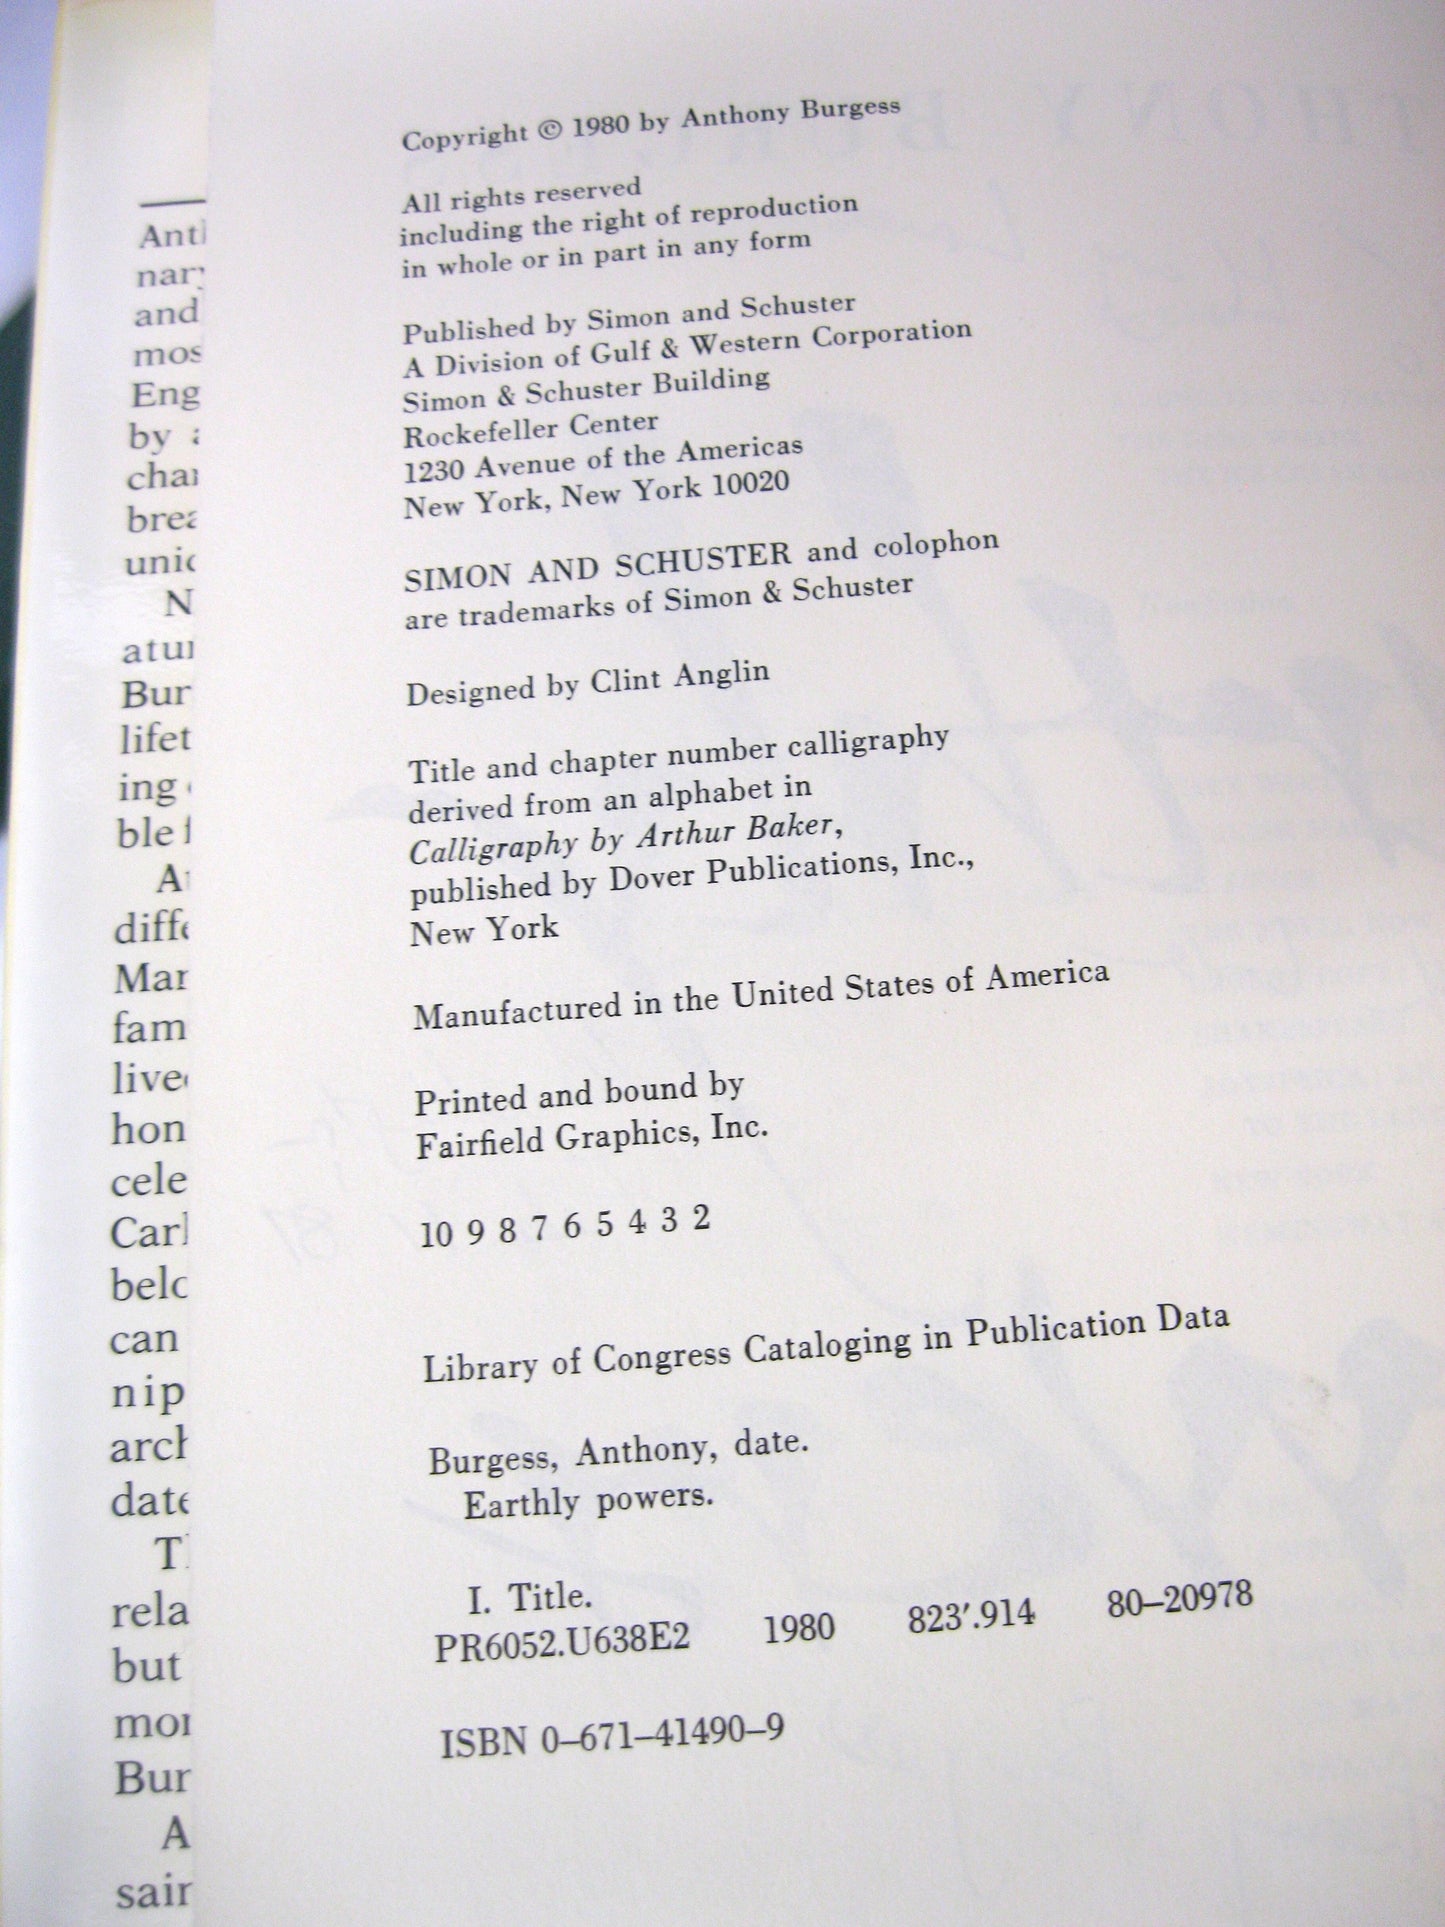 Copyright © 1980 by Anthony Burgess
All rights reserved
including the right of reproduction
in whole or in part in any form
Published by Simon and Schuster
A Division of Gulf & Western Corporation
Simon & Schuster Building
Rockefeller Center
1230 Avenue of the Americas
New York, New York 10020
SIMON AND SCHUSTER and colophon
are trademarks of Simon & Schuster
Designed by Clint Anglin
Title and chapter number calligraphy
derived from an alphabet in
Calligraphy by Arthur Baker,
published by Dover Publications, Inc.,
New York
Manufactured in the United States of America
Printed and bound by
Fairfield Graphics, Inc.
10 9 8 7 6 5 4 3 2
Library of Congress Cataloging in Publication Data
Burgess, Anthony, date.
Earthly powers.
I. Title.
PR6052.U638E2 1980 823′.914 80–20978
ISBN 0–671–41490–9
and
by
can
but